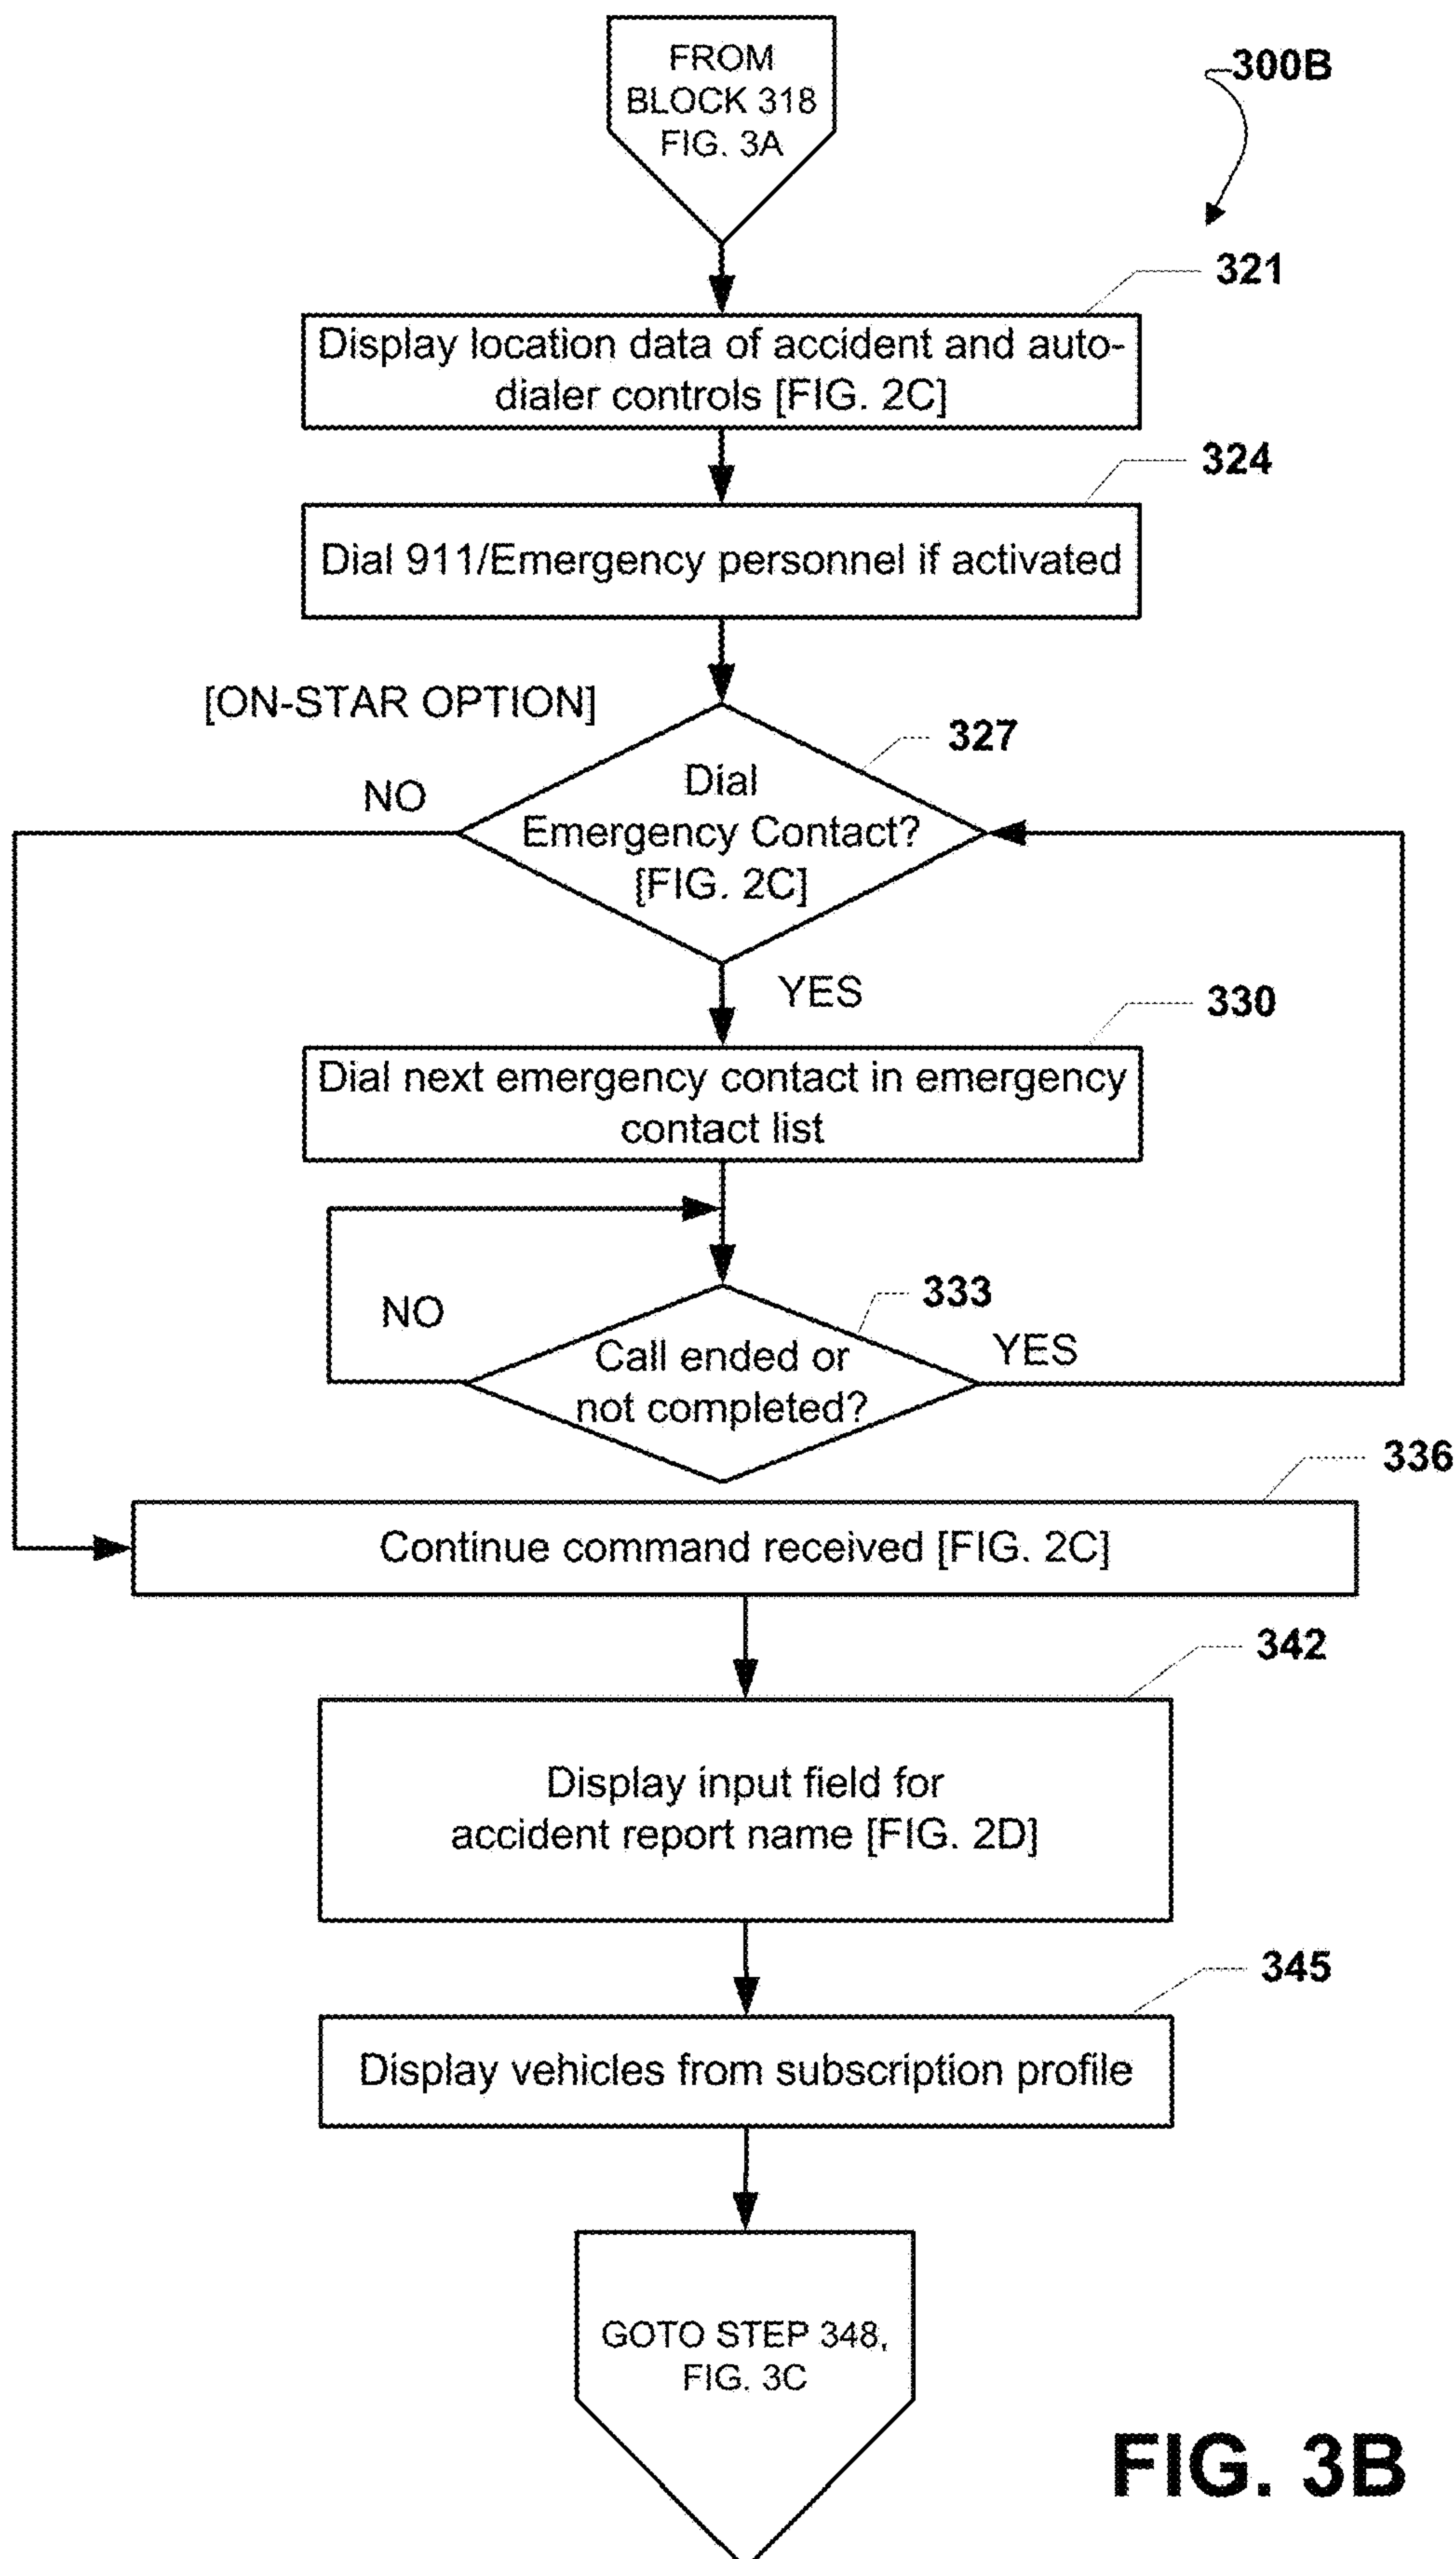 FROM
BLOCK 318
FIG. 3A
300B
321
Display location data of accident and auto-
dialer controls [FIG. 2C]
324
Dial 911/Emergency personnel if activated
[ON-STAR OPTION]
327
NO
Dial
Emergency Contact?
[FIG. 2C]
YES
330
Dial next emergency contact in emergency
contact list
333
NO
Call ended or
not completed?
YES
336
Continue command received [FIG. 2C]
342
Display input field for
accident report name [FIG. 2D]
345
Display vehicles from subscription profile
GOTO STEP 348,
FIG. 3C
FIG. 3B